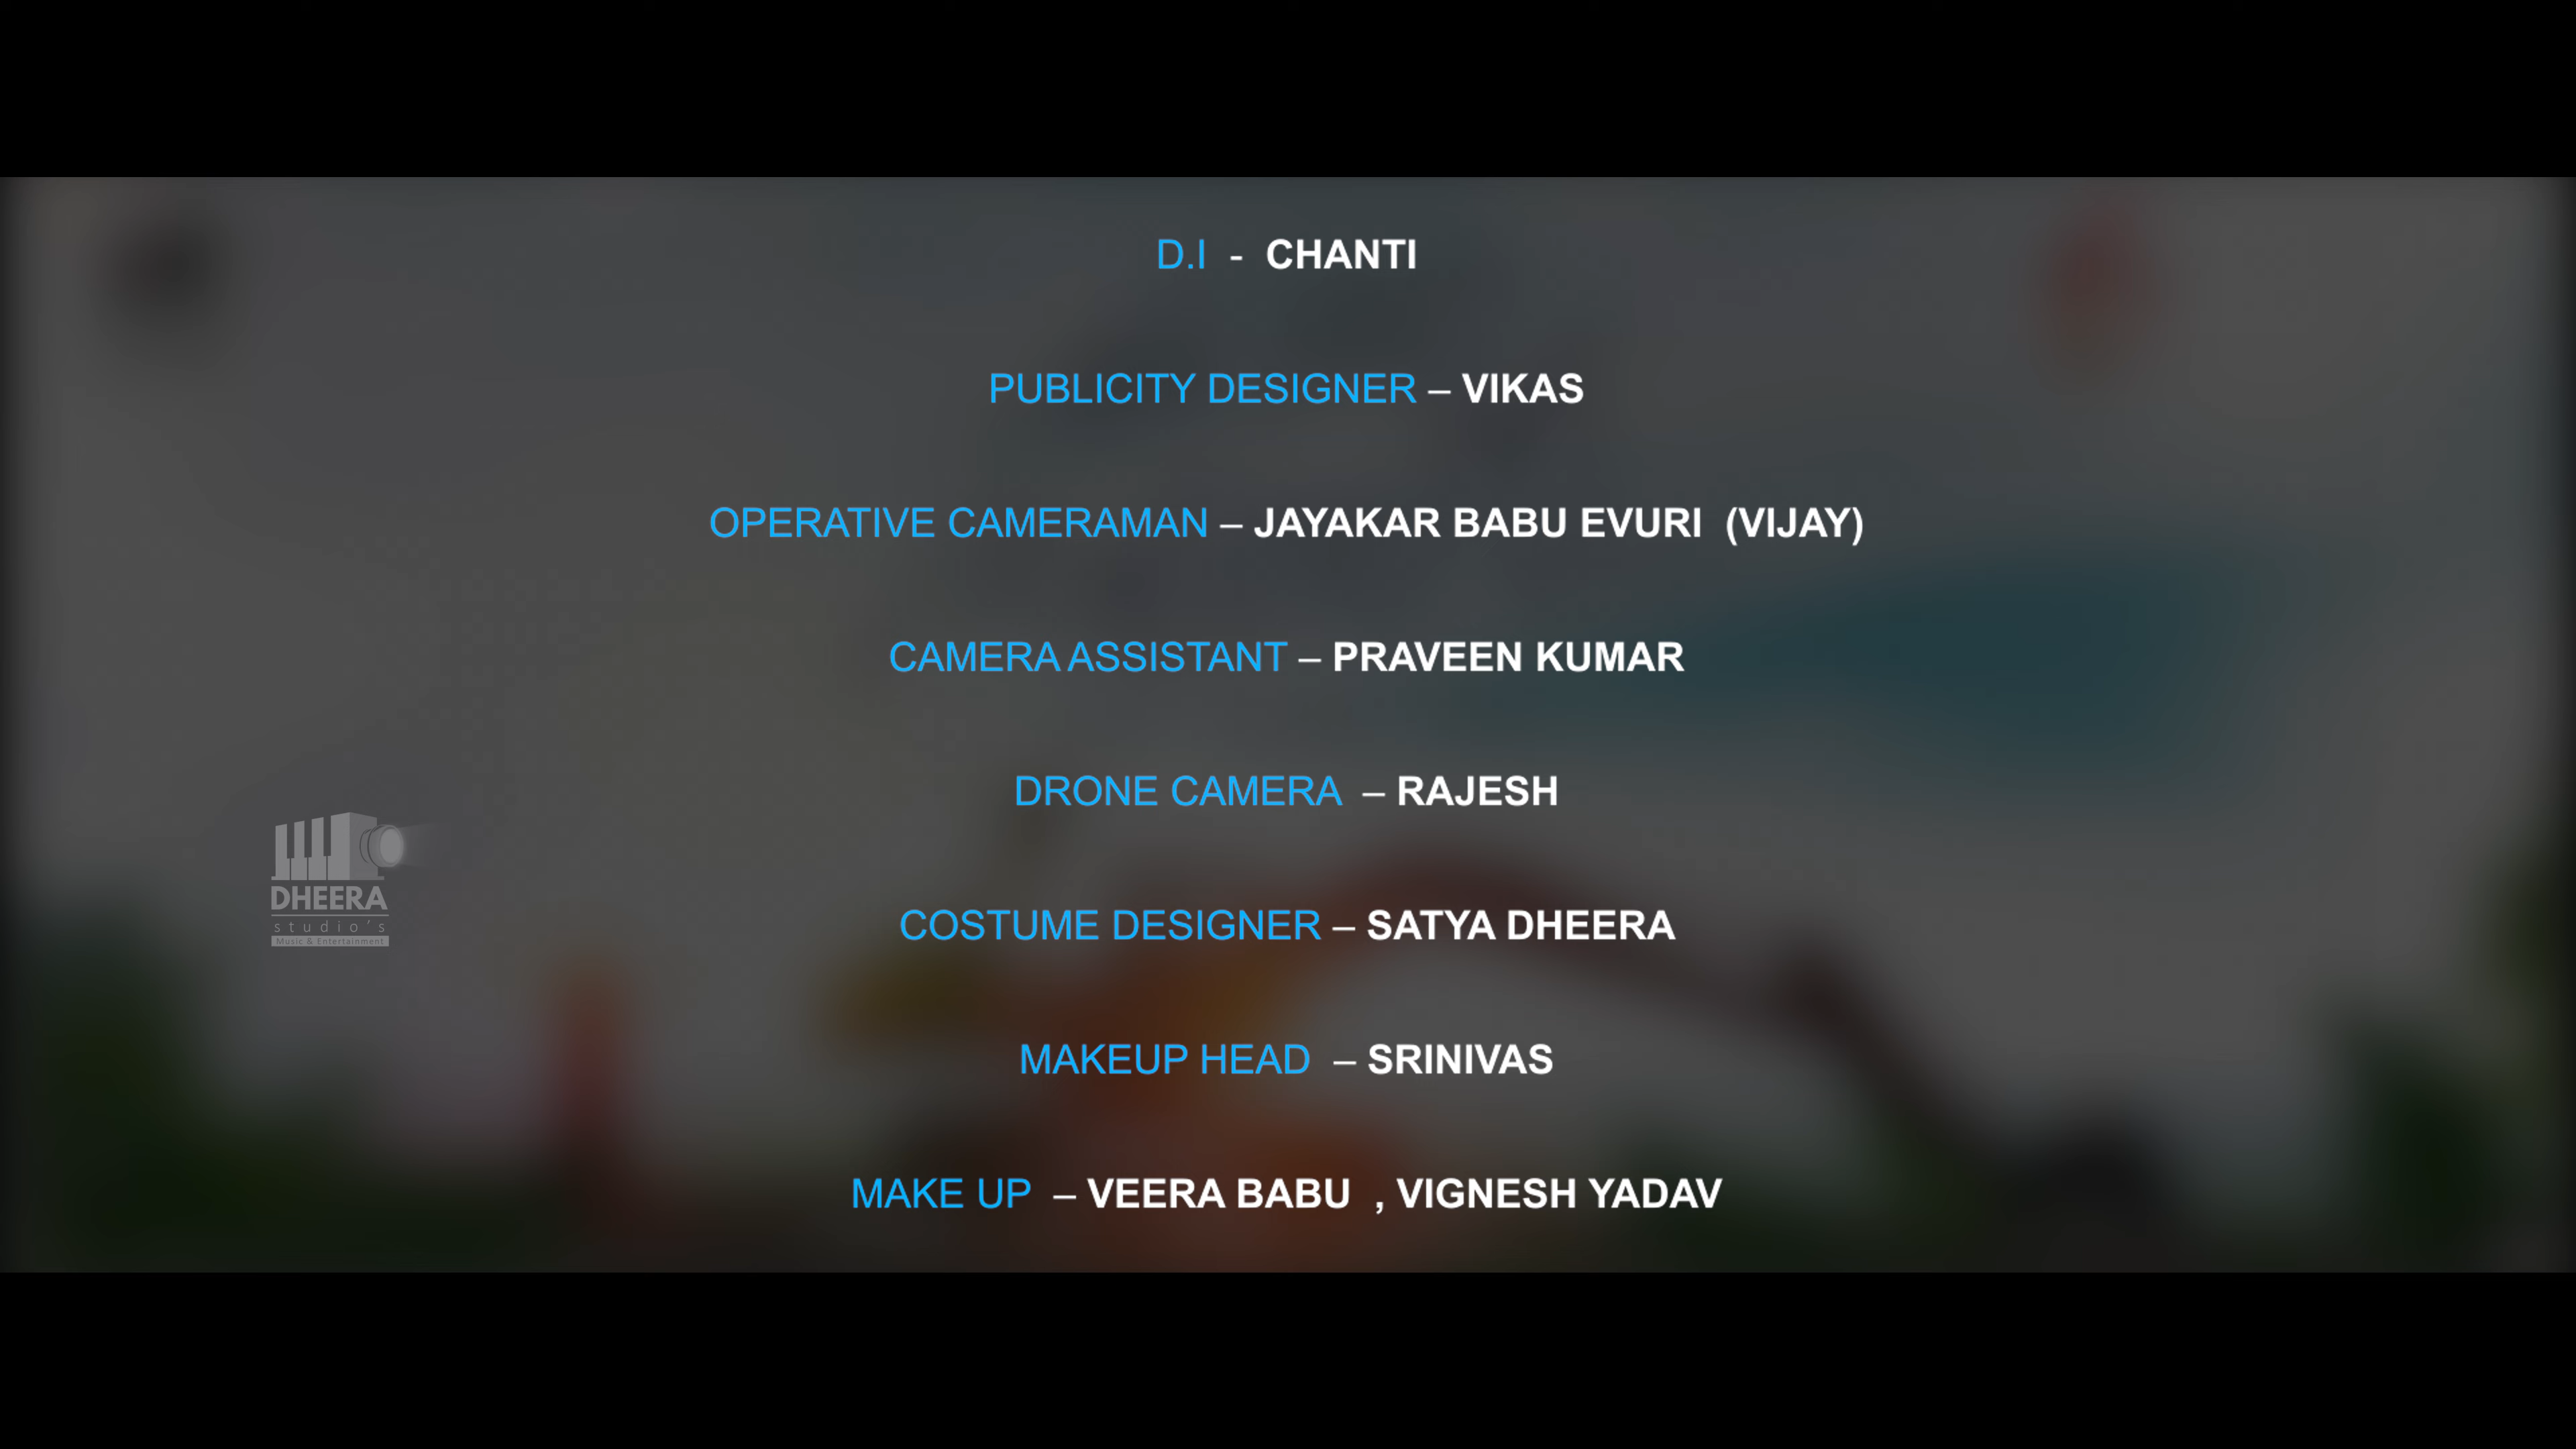 D.I - CHANTI
PUBLICITY DESIGNER – VIKAS
OPERATIVE CAMERAMAN – JAYAKAR BABU EVURI (VIJAY)
CAMERA ASSISTANT – PRAVEEN KUMAR
DRONE CAMERA – RAJESH
DHEERA
studio's
Music & Entertainment
COSTUME DESIGNER – SATYA DHEERA
MAKEUP HEAD – SRINIVAS
MAKE UP – VEERA BABU , VIGNESH YADAV